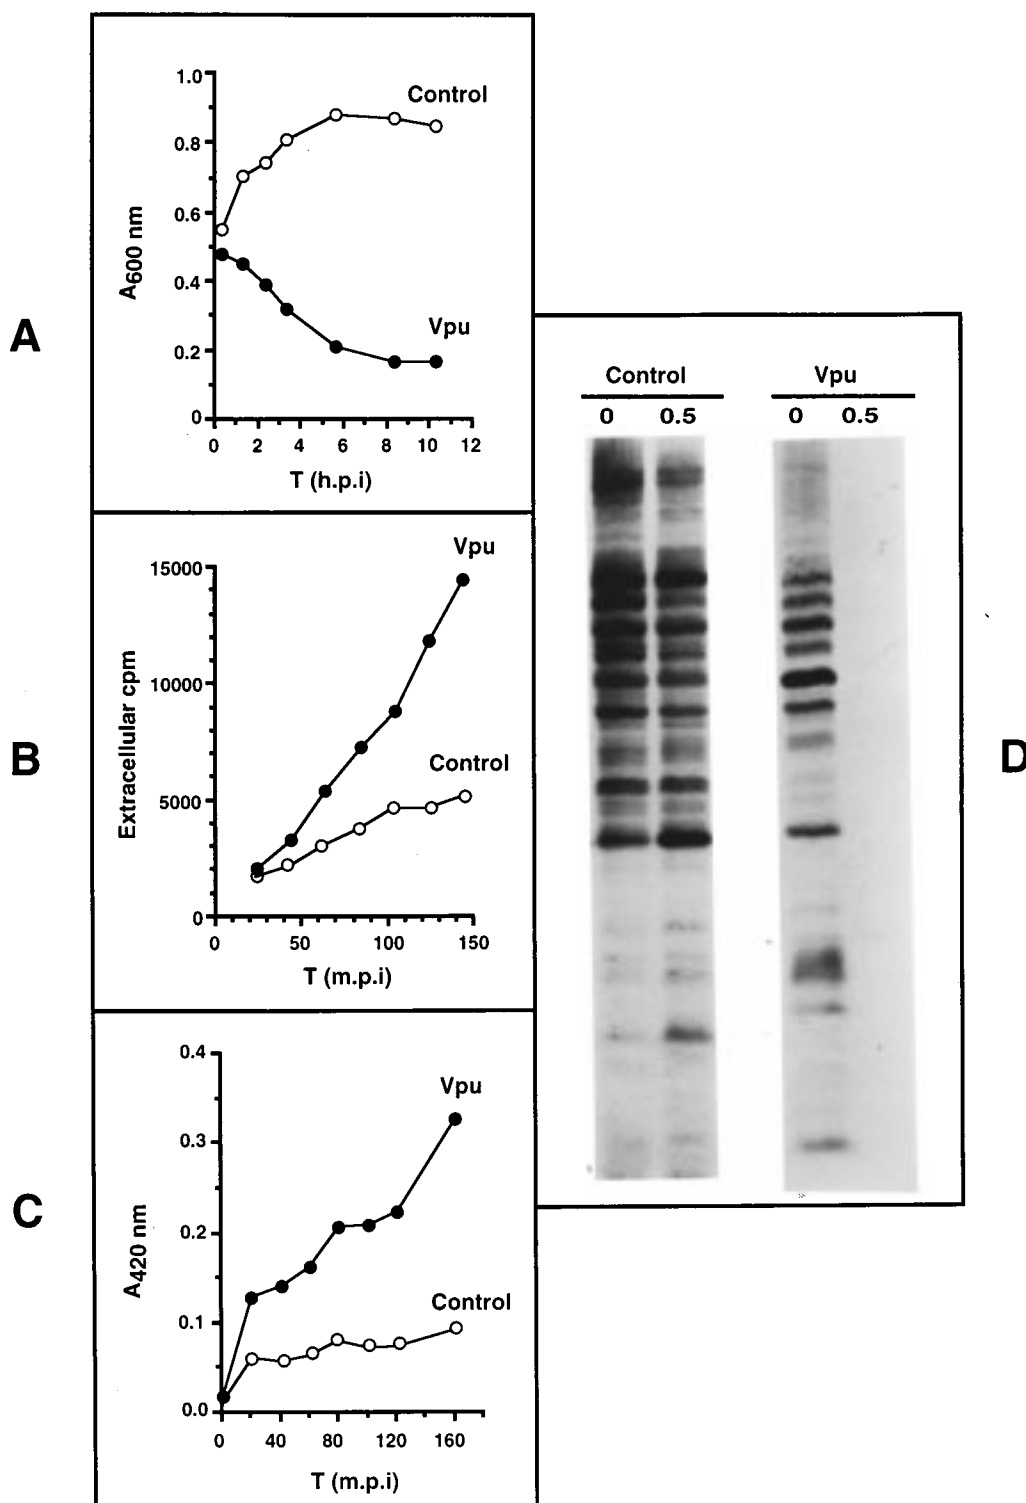 A
1.0
0.8
0.6
0.4
0.2
0
A600 nm
Control
Vpu
0 2 4 6 8 10 12
T (h.p.i)
B
15000
10000
5000
0
Extracellular cpm
Vpu
Control
0 50 100 150
T (m.p.i)
C
0.4
0.3
0.2
0.1
0.0
A420 nm
Vpu
Control
0 40 80 120 160
T (m.p.i)
D
Control Vpu
0 0.5 0 0.5